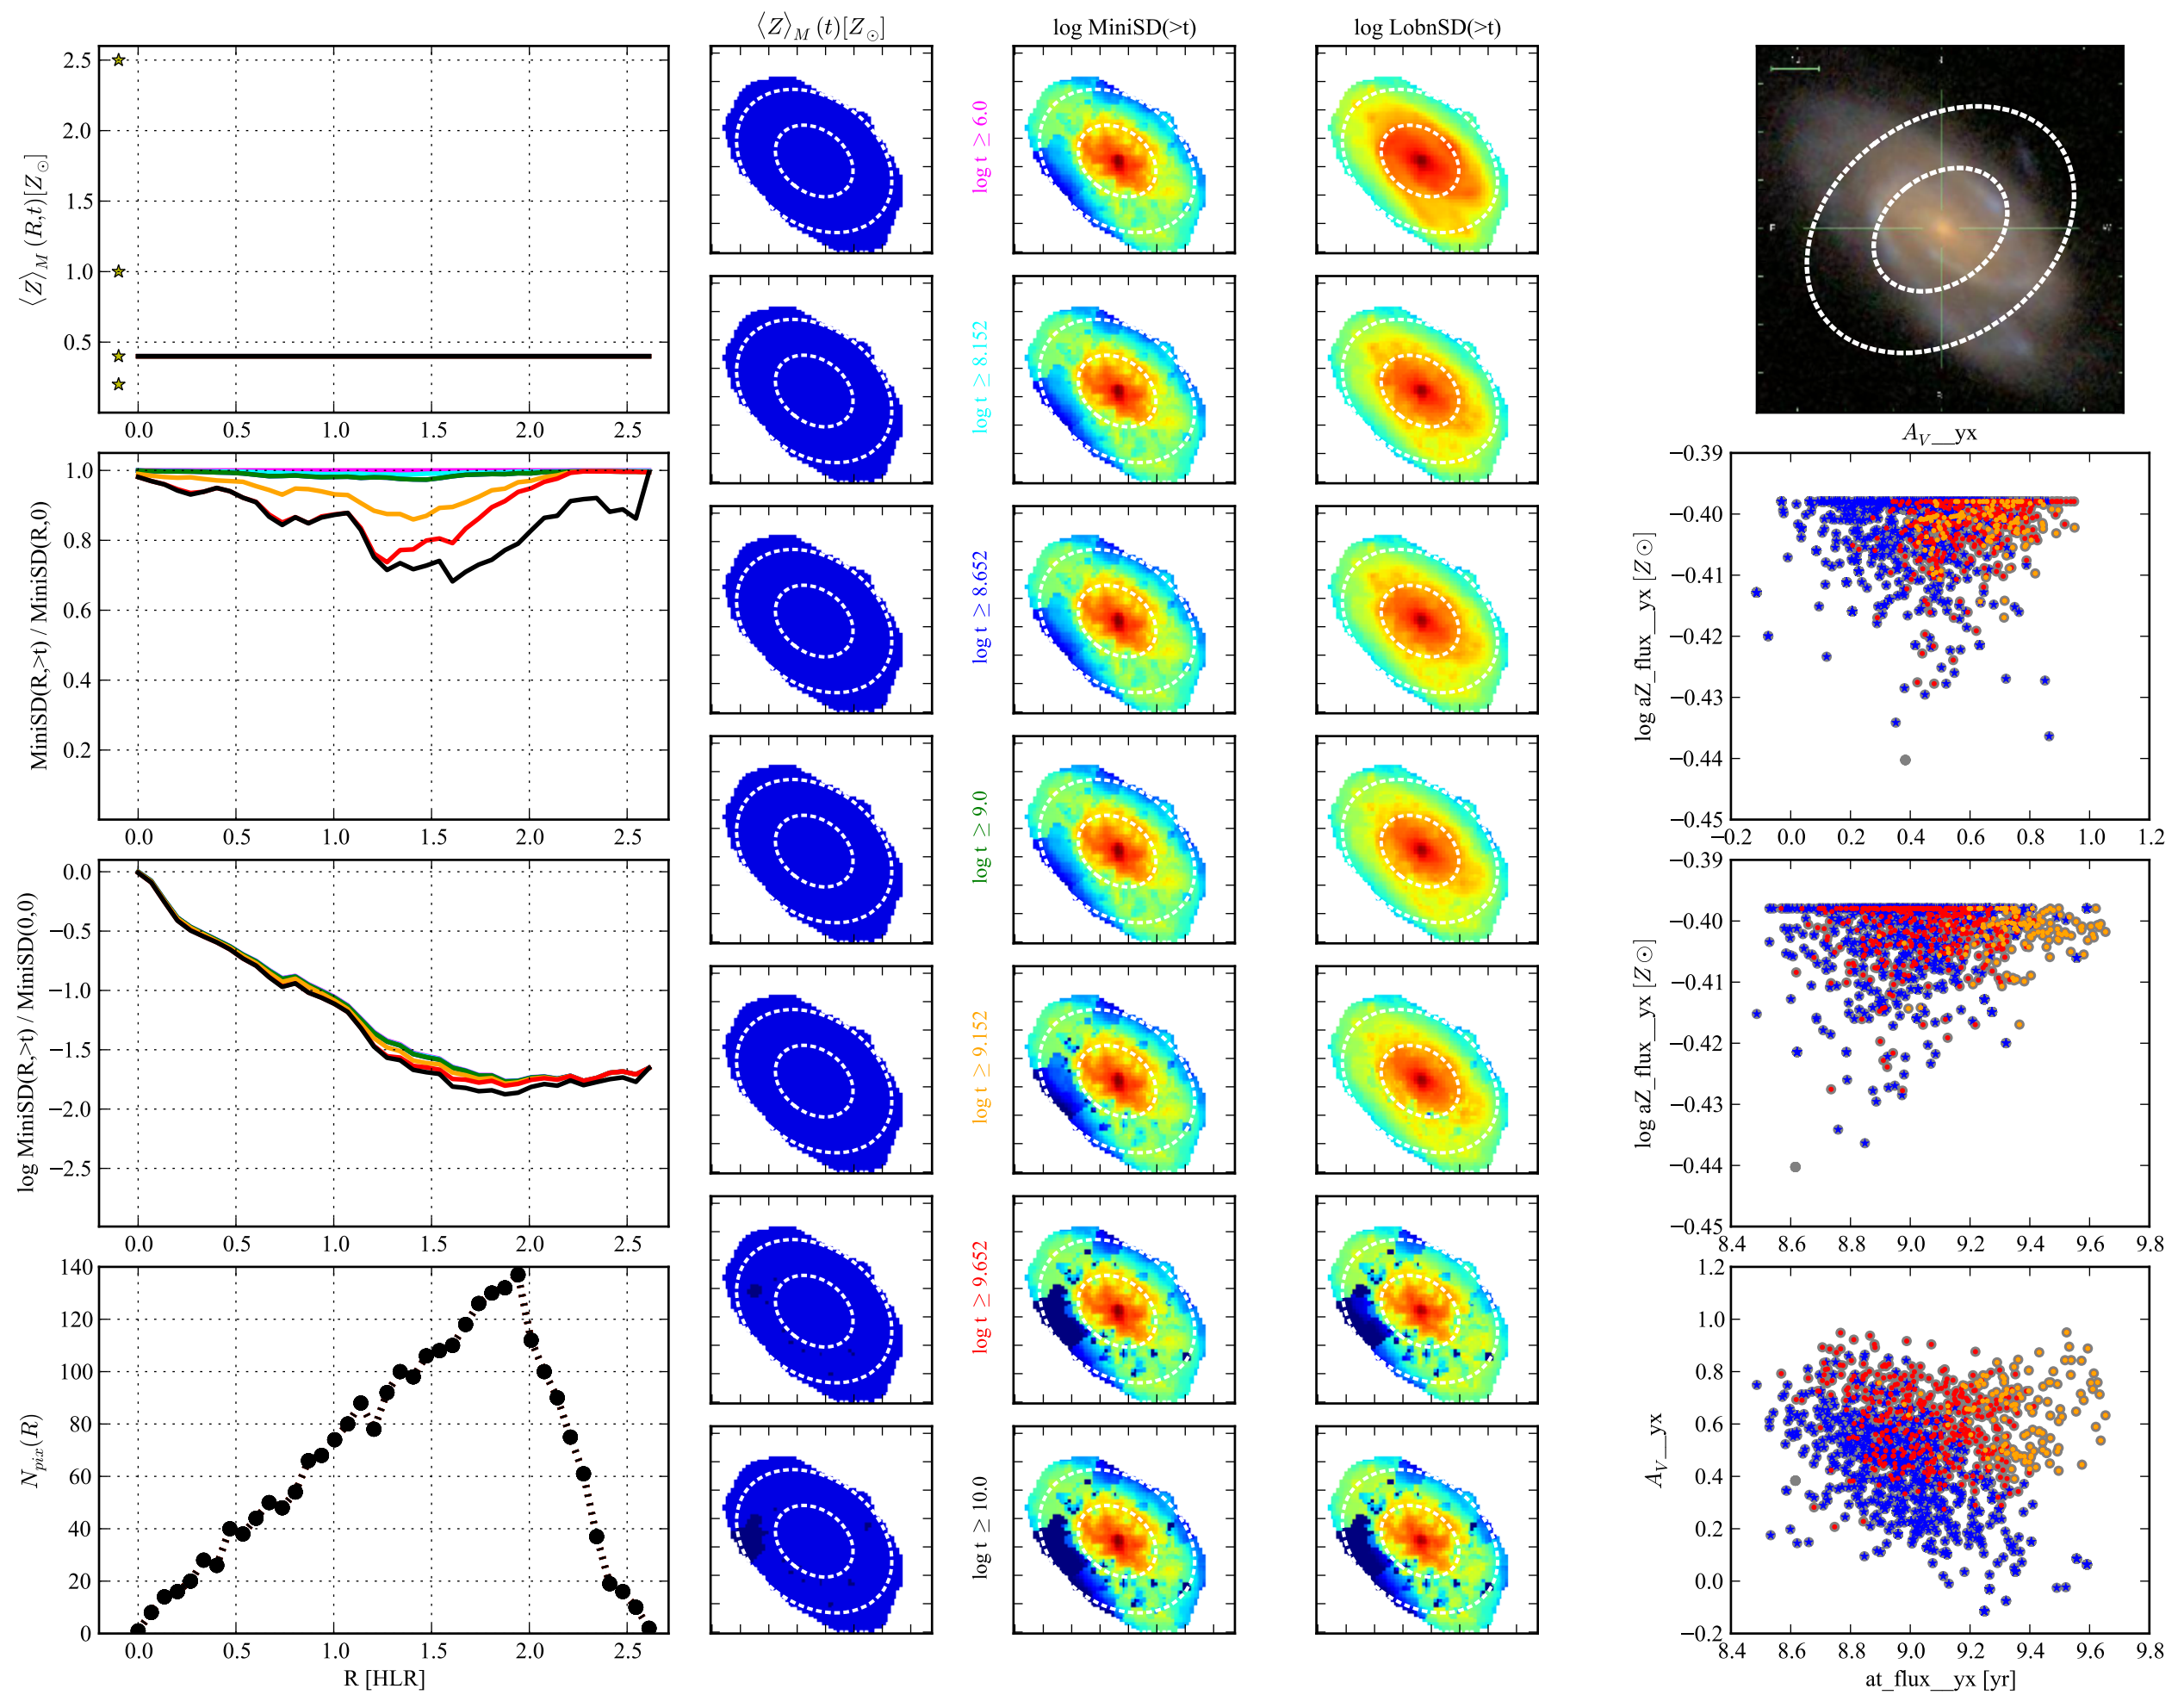 ⟨Z⟩_M (t)[Z_⊙]
log MiniSD(>t)
log LobnSD(>t)
⟨Z⟩_M (R,t)[Z_⊙]
2.5
2.0
1.5
1.0
0.5
0.0 0.5 1.0 1.5 2.0 2.5
MiniSD(R,>t) / MiniSD(R,0)
1.0
0.8
0.6
0.4
0.2
0.0 0.5 1.0 1.5 2.0 2.5
log MiniSD(R,>t) / MiniSD(0,0)
0.0
−0.5
−1.0
−1.5
−2.0
−2.5
0.0 0.5 1.0 1.5 2.0 2.5
N_pix(R)
140
120
100
80
60
40
20
0
0.0 0.5 1.0 1.5 2.0 2.5
R [HLR]
log t ≥ 6.0
log t ≥ 8.152
log t ≥ 8.652
log t ≥ 9.0
log t ≥ 9.152
log t ≥ 9.652
log t ≥ 10.0
E
A_V__yx
log aZ_flux__yx [Z⊙]
−0.39
−0.40
−0.41
−0.42
−0.43
−0.44
−0.45
−0.2 0.0 0.2 0.4 0.6 0.8 1.0 1.2
log aZ_flux__yx [Z⊙]
−0.39
−0.40
−0.41
−0.42
−0.43
−0.44
−0.45
8.4 8.6 8.8 9.0 9.2 9.4 9.6 9.8
A_V__yx
1.2
1.0
0.8
0.6
0.4
0.2
0.0
−0.2
8.4 8.6 8.8 9.0 9.2 9.4 9.6 9.8
at_flux__yx [yr]